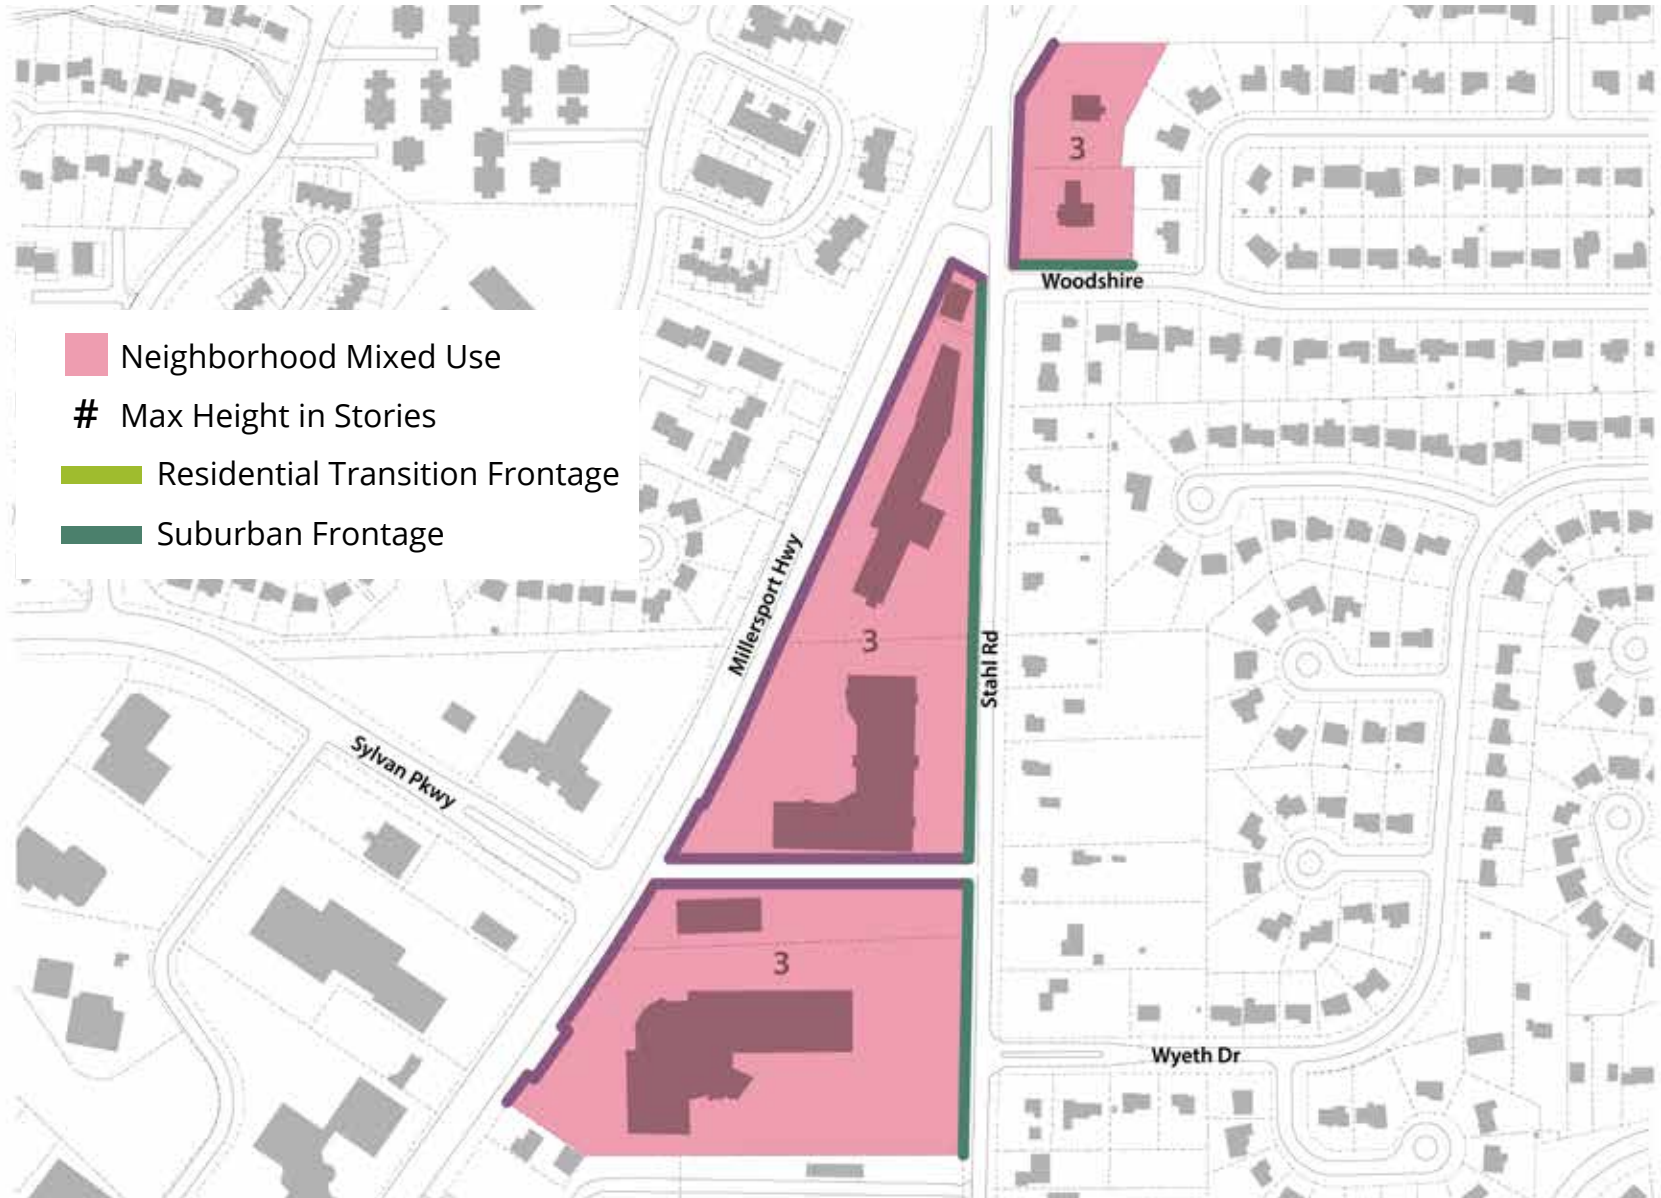 3
Woodshire
Neighborhood Mixed Use
# Max Height in Stories
Residential Transition Frontage
Suburban Frontage
Millersport Hwy
3
Stahl Rd
Sylvan Pkwy
3
Wyeth Dr